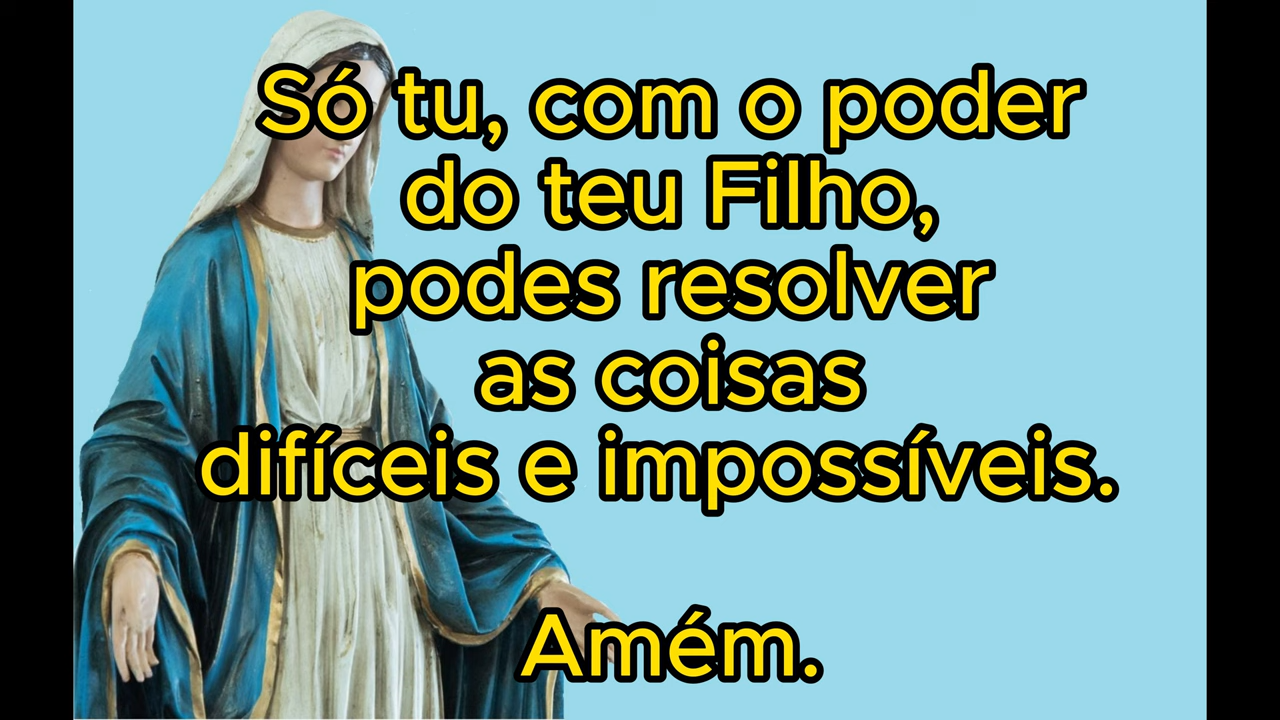 Só tu, com o poder
do teu Filho,
podes resolver
as coisas
difíceis e impossíveis.
Amém.